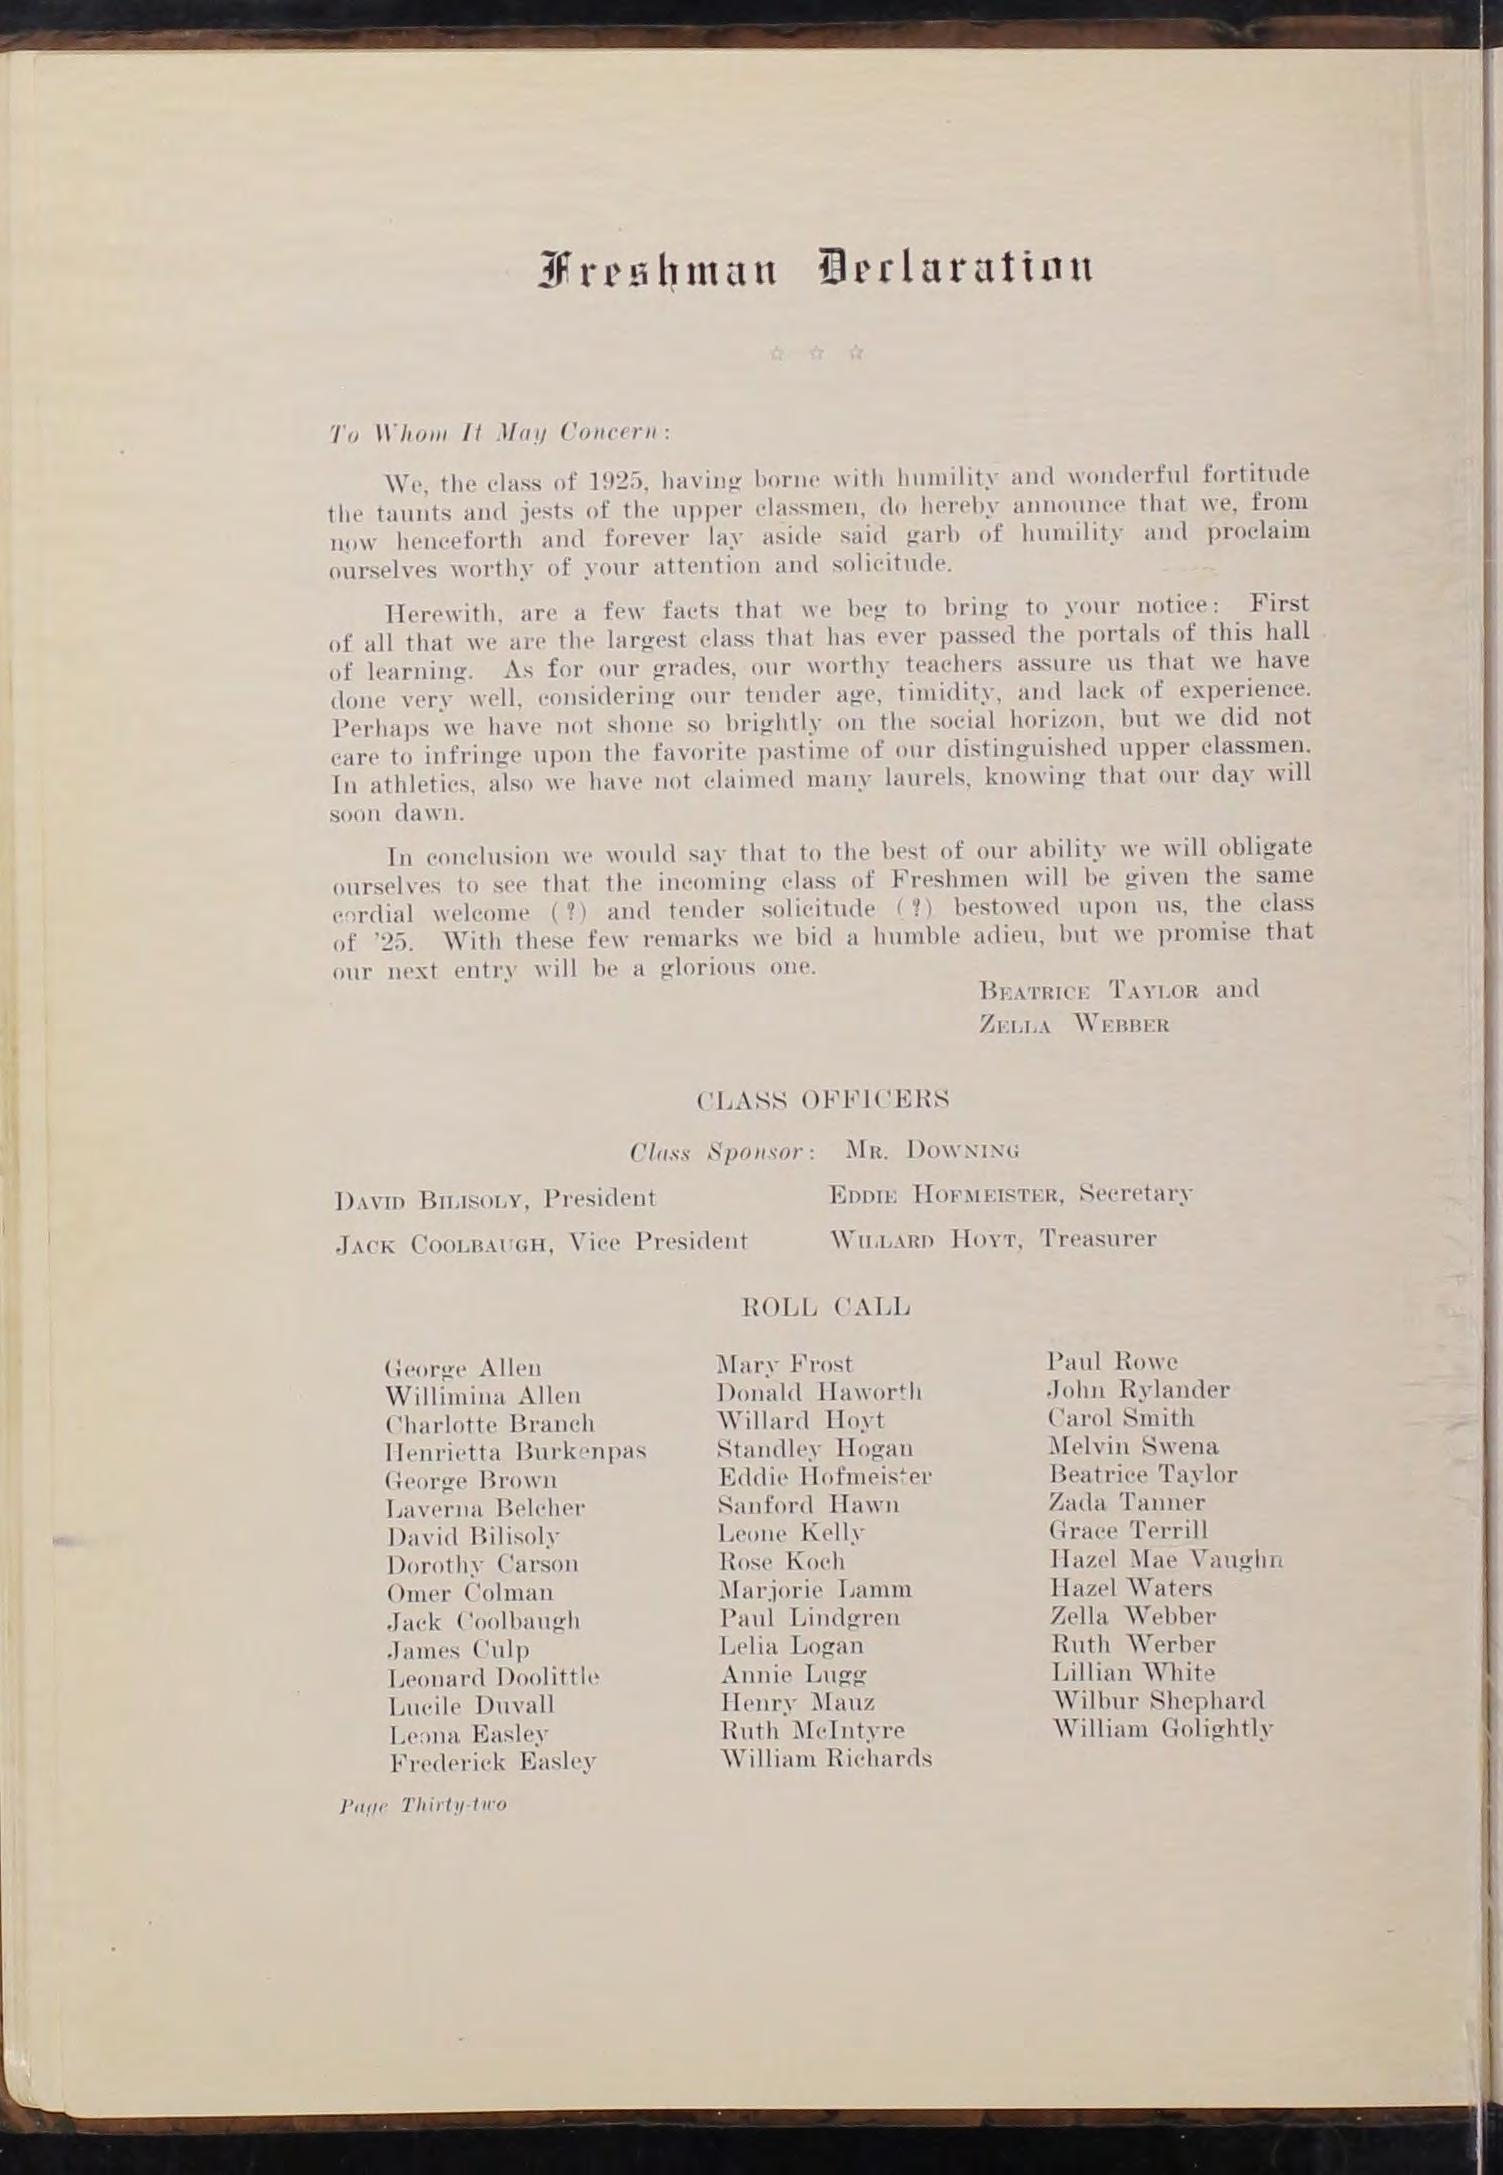 Freshman Declaration
☆ ☆ ☆
To Whom It May Concern:
We, the class of 1925, having borne with humility and wonderful fortitude
the taunts and jests of the upper classmen, do hereby announce that we, from
now henceforth and forever lay aside said garb of humility and proclaim
ourselves worthy of your attention and solicitude.
Herewith, are a few facts that we beg to bring to your notice: First
of all that we are the largest class that has ever passed the portals of this hall
of learning. As for our grades, our worthy teachers assure us that we have
done very well, considering our tender age, timidity, and lack of experience.
Perhaps we have not shone so brightly on the social horizon, but we did not
care to infringe upon the favorite pastime of our distinguished upper classmen.
In athletics, also we have not claimed many laurels, knowing that our day will
soon dawn.
In conclusion we would say that to the best of our ability we will obligate
ourselves to see that the incoming class of Freshmen will be given the same
cordial welcome (?) and tender solicitude (?) bestowed upon us, the class
of '25. With these few remarks we bid a humble adieu, but we promise that
our next entry will be a glorious one.
Beatrice Taylor and
Zella Webber
CLASS OFFICERS
Class Sponsor: Mr. Downing
David Bilisoly, President
Jack Coolbaugh, Vice President
Eddie Hofmeister, Secretary
Willard Hoyt, Treasurer
ROLL CALL
George Allen
Willimina Allen
Charlotte Branch
Henrietta Burkenpas
George Brown
Laverna Belcher
David Bilisoly
Dorothy Carson
Omer Colman
Jack Coolbaugh
James Culp
Leonard Doolittle
Lucile Duvall
Leona Easley
Frederick Easley
Mary Frost
Donald Haworth
Willard Hoyt
Standley Hogan
Eddie Hofmeister
Sanford Hawn
Leone Kelly
Rose Koch
Marjorie Lamm
Paul Lindgren
Lelia Logan
Annie Lugg
Henry Mauz
Ruth McIntyre
William Richards
Paul Rowe
John Rylander
Carol Smith
Melvin Swena
Beatrice Taylor
Zada Tanner
Grace Terrill
Hazel Mae Vaughn
Hazel Waters
Zella Webber
Ruth Werber
Lillian White
Wilbur Shephard
William Golightly
Page Thirty-two